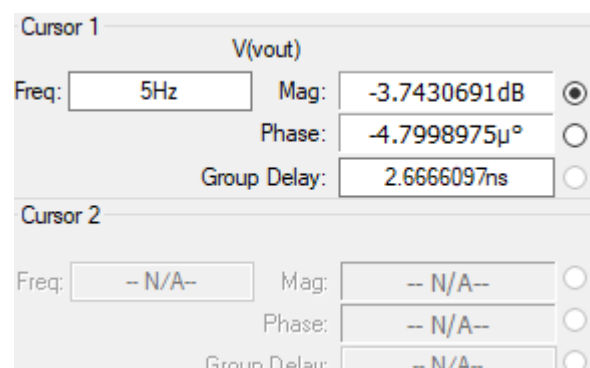 Cursor 1
V(vout)
Freq: 5Hz Mag: -3.7430691dB
Phase: -4.7998975µ°
Group Delay: 2.6666097ns
Cursor 2
Freq: -- N/A-- Mag: -- N/A--
Phase: -- N/A--
Group Delay: -- N/A--